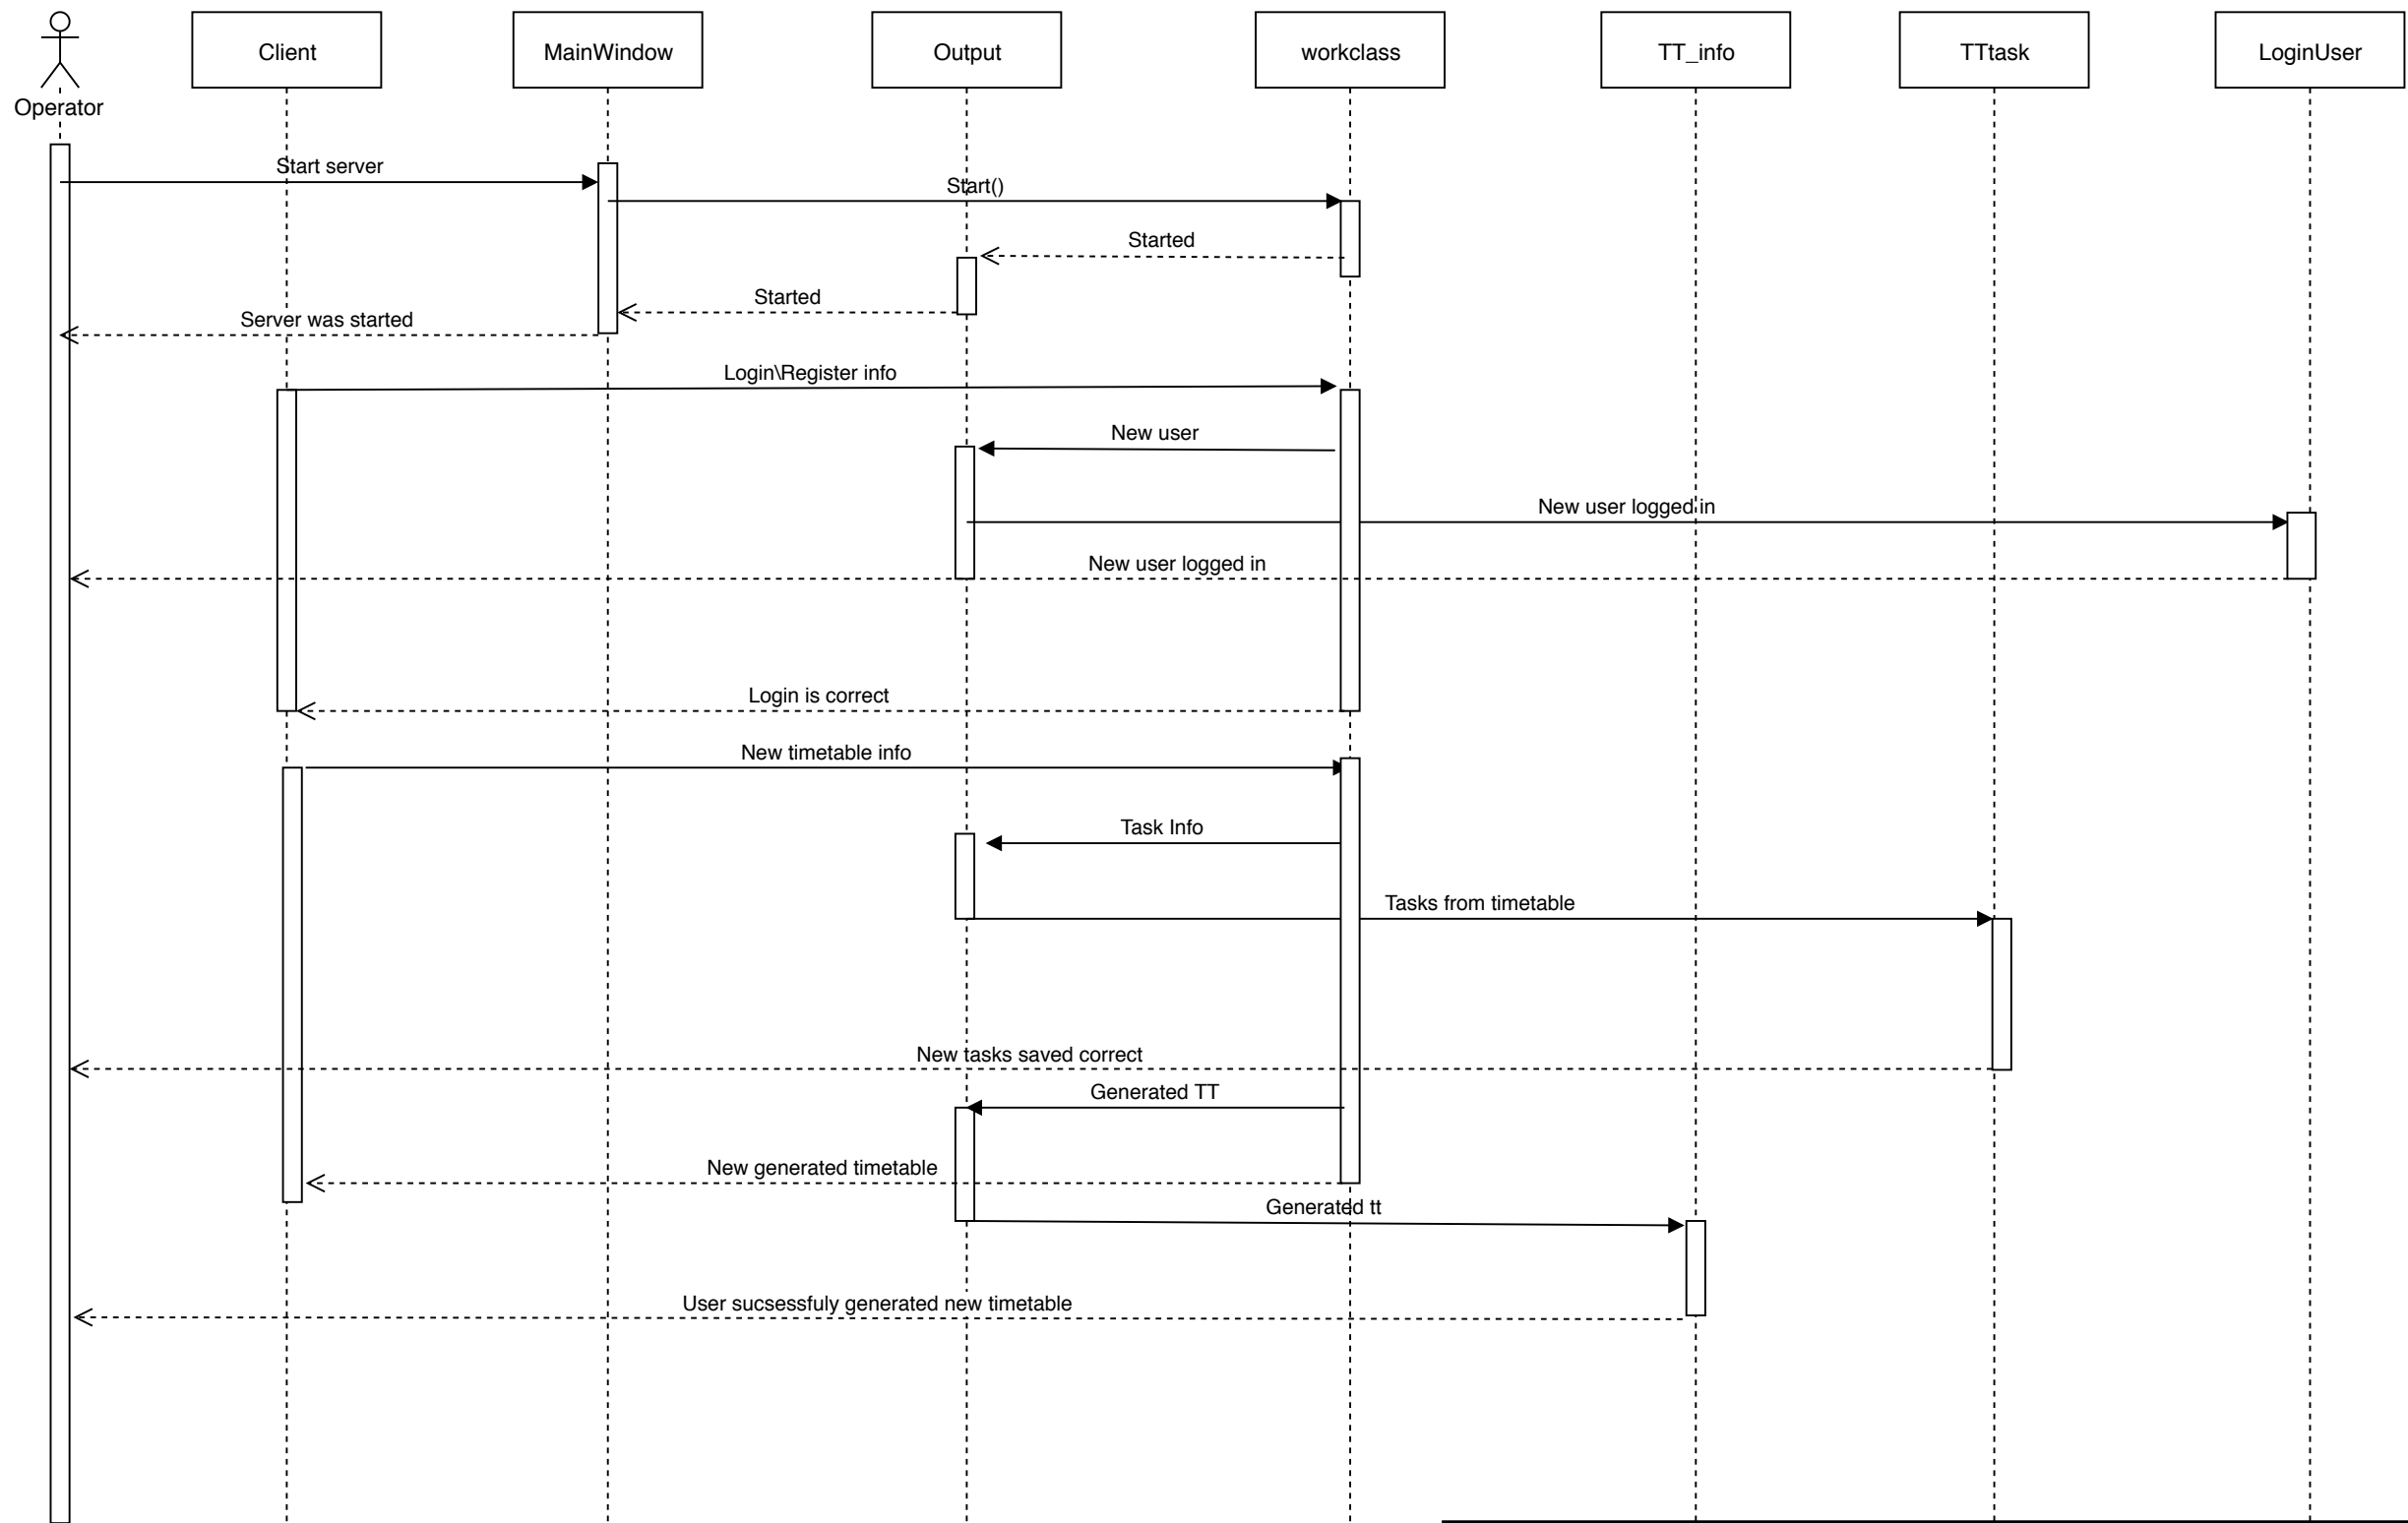 Client
MainWindow
Output
workclass
TT_info
TTtask
LoginUser
Operator
Start server
Start()
Started
Started
Server was started
Login\Register info
New user
New user logged in
New user logged in
Login is correct
New timetable info
Task Info
Tasks from timetable
New tasks saved correct
Generated TT
New generated timetable
Generated tt
User sucsessfuly generated new timetable